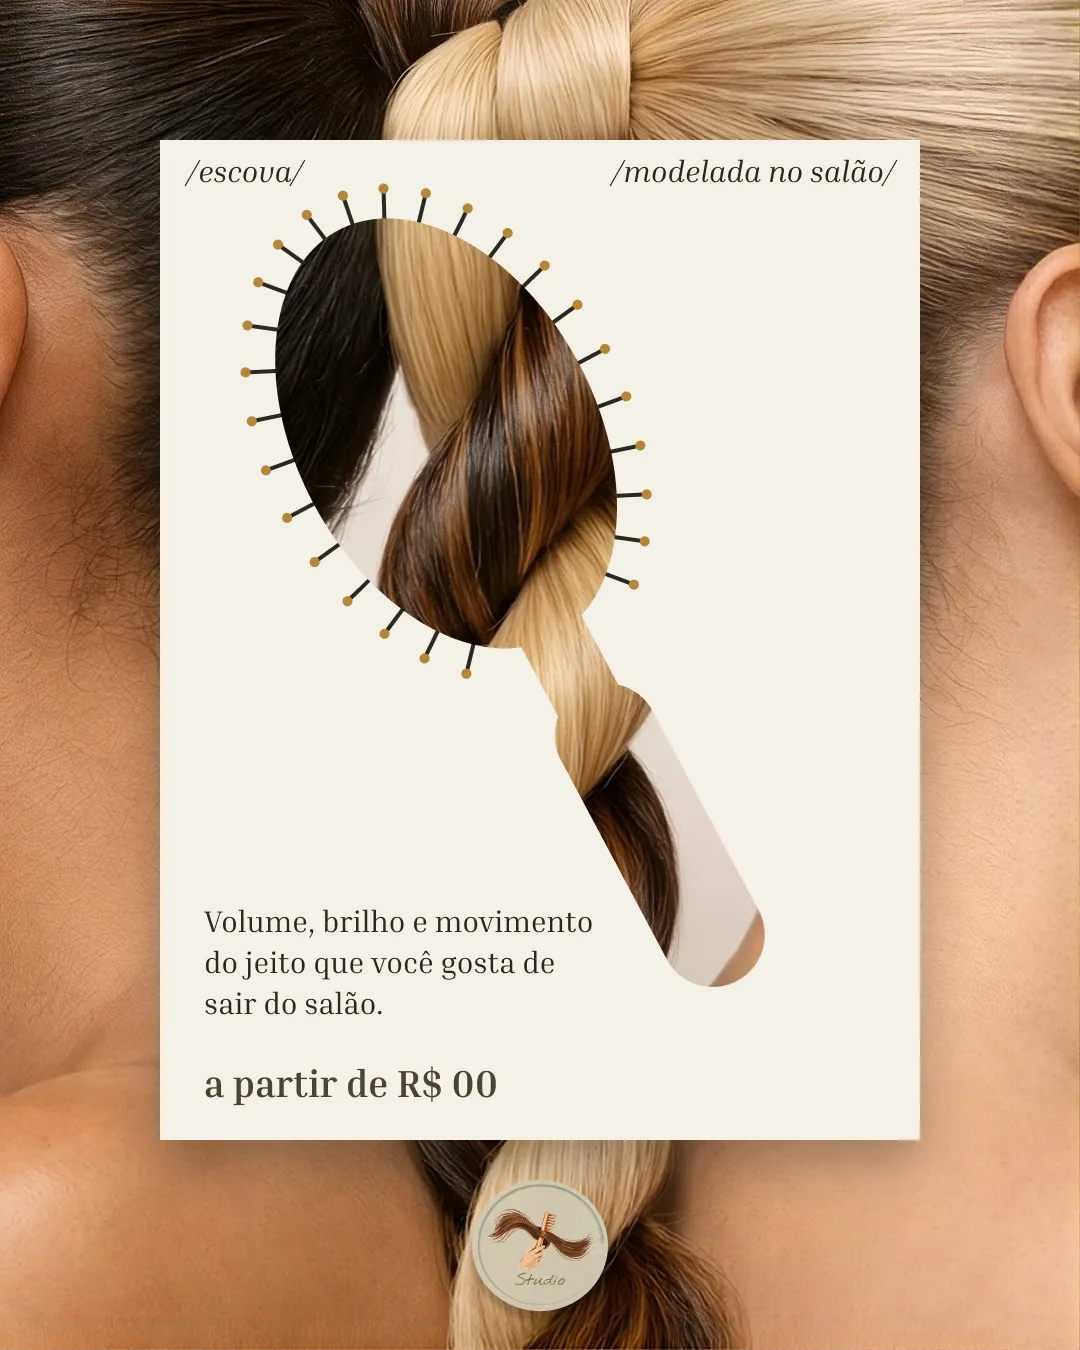 /escova/
/modelada no salão/
Volume, brilho e movimento
do jeito que você gosta de
sair do salão.
a partir de R$ 00
Studio